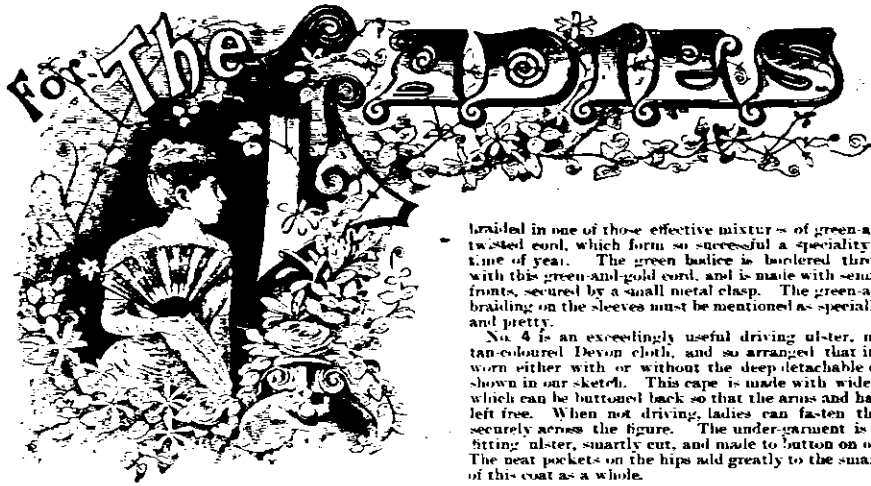 For The LADIES
braided in one of those effective mixtures of green-a
twisted cord, which form so successful a speciality
time of year. The green bodice is bordered thr
with this green-and-gold cord, and is made with sem
fronts, secured by a small metal clasp. The green-a
braiding on the sleeves must be mentioned as speciall
and pretty.
No. 4 is an exceedingly useful driving ulster, m
tan-coloured Devon cloth, and so arranged that i
worn either with or without the deep detachable
shown in our sketch. This cape is made with wide
which can be buttoned back so that the arms and ha
left free. When not driving, ladies can fasten th
securely across the figure. The under-garment is
fitting ulster, smartly cut, and made to button on o
The neat pockets on the hips add greatly to the smar
of this coat as a whole.